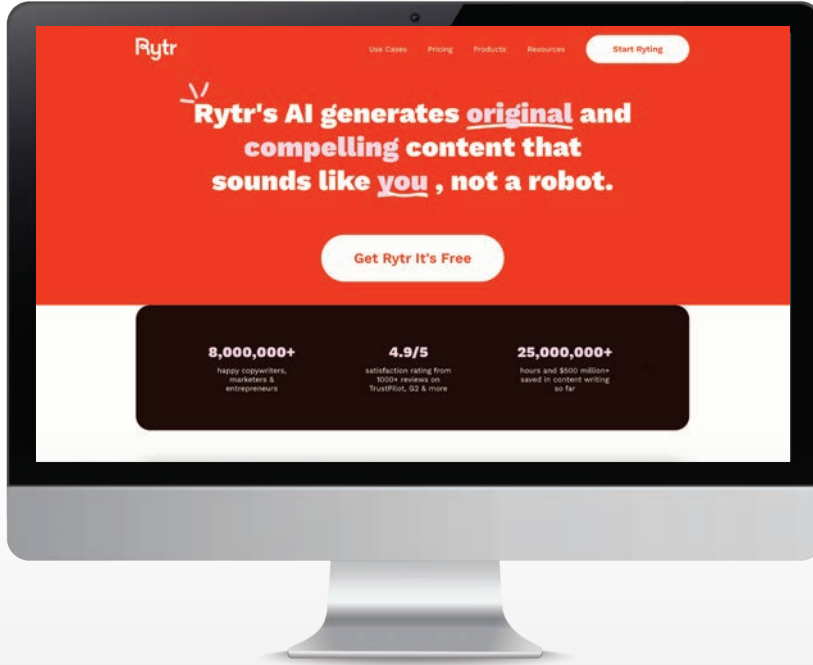 Rytr
Use Cases Pricing Products Resources Start Ryting
Rytr's AI generates original and
compelling content that
sounds like you , not a robot.
Get Rytr It's Free
8,000,000+
happy copywriters,
marketers &
entrepreneurs
4.9/5
satisfaction rating from
1000+ reviews on
TrustPilot, G2 & more
25,000,000+
hours and $500 million+
saved in content writing
so far